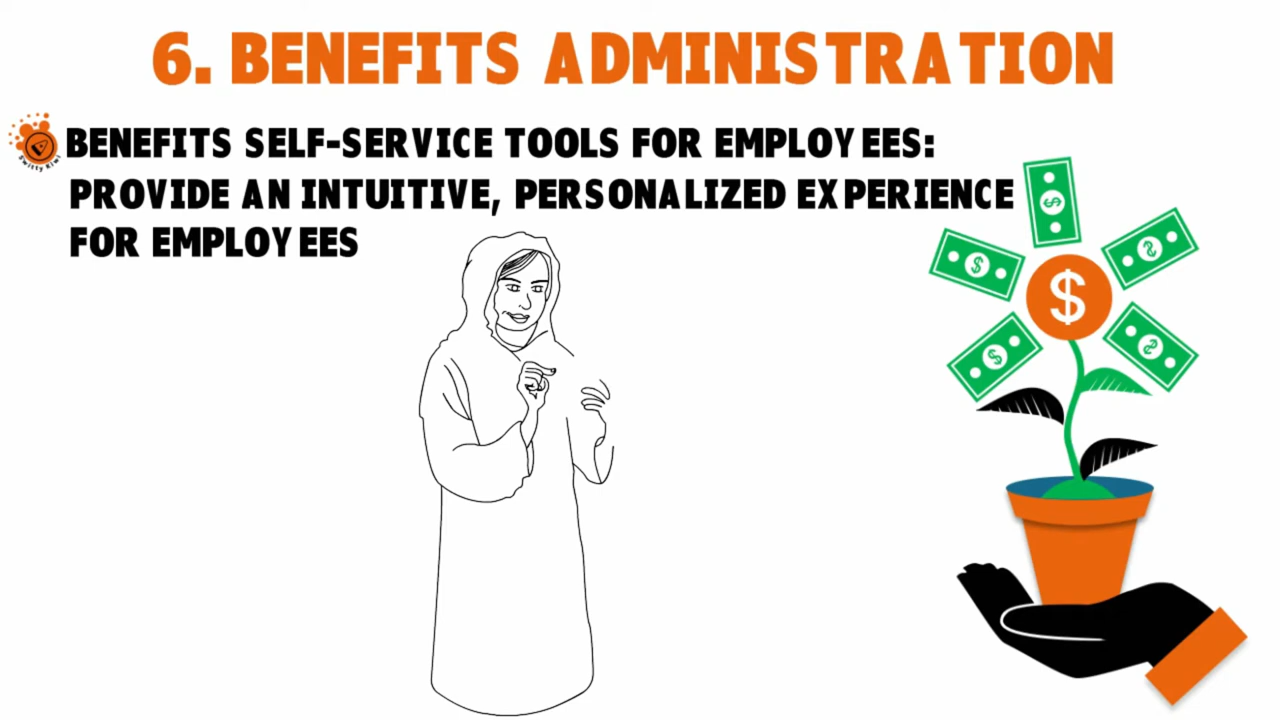 6. BENEFITS ADMINISTRATION
BENEFITS SELF-SERVICE TOOLS FOR EMPLOYEES:
PROVIDE AN INTUITIVE, PERSONALIZED EXPERIENCE
FOR EMPLOYEES
$
$
$
$
$
$